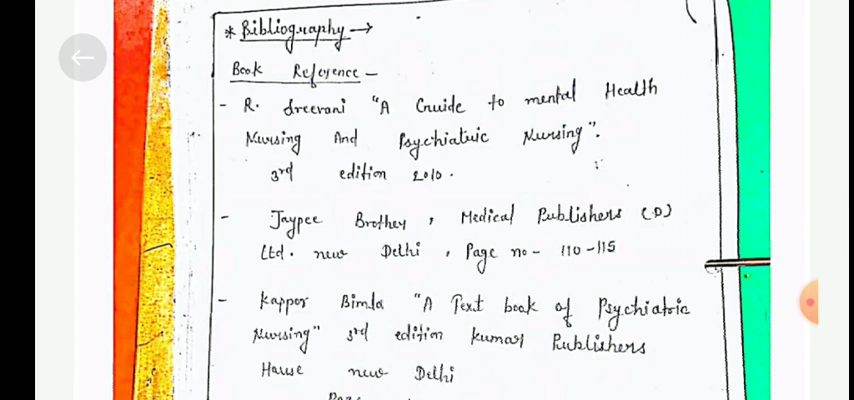 * Bibliography →
Book Reference -
- R. Sreevani "A Gruide to mental Health
Nursing And Psychiatric Nursing".
3rd edition 2010.
- Jaypee Brother, Medical Publishers (D)
Ltd. new Delhi, Page no - 110-115
- Kappor Bimla "A Text book of Psychiatric
Nursing" 3rd edition kumar Publishers
House new Delhi